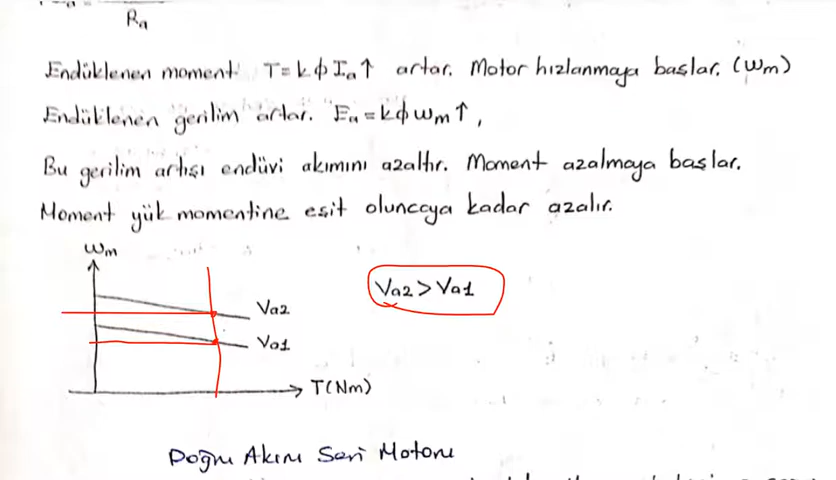 Ra
Endüklenen moment T = kϕIa↑ artar. Motor hızlanmaya başlar. (ωm)
Endüklenen gerilim artar. Ea = kϕωm↑,
Bu gerilim artışı endüvi akımını azaltır. Moment azalmaya başlar.
Moment yük momentine eşit oluncaya kadar azalır.
ωm
Va2
Va2 > Va1
Va1
T(Nm)
Doğru Akım Seri Motoru